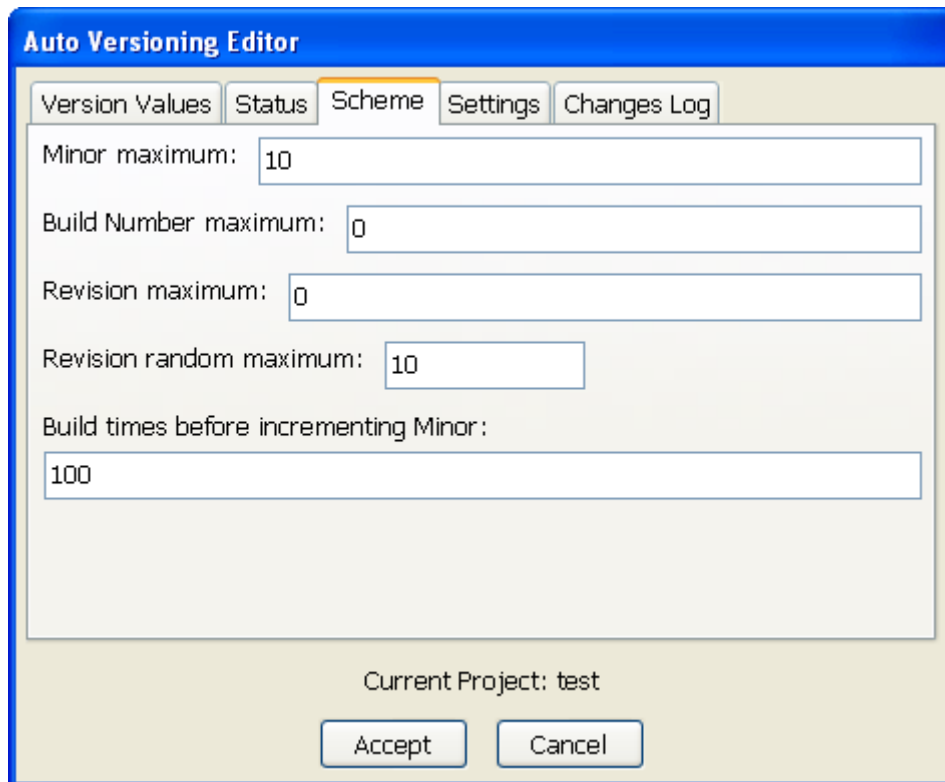 Auto Versioning Editor
Version Values Status Scheme Settings Changes Log
Minor maximum: 10
Build Number maximum: 0
Revision maximum: 0
Revision random maximum: 10
Build times before incrementing Minor:
100
Current Project: test
Accept Cancel